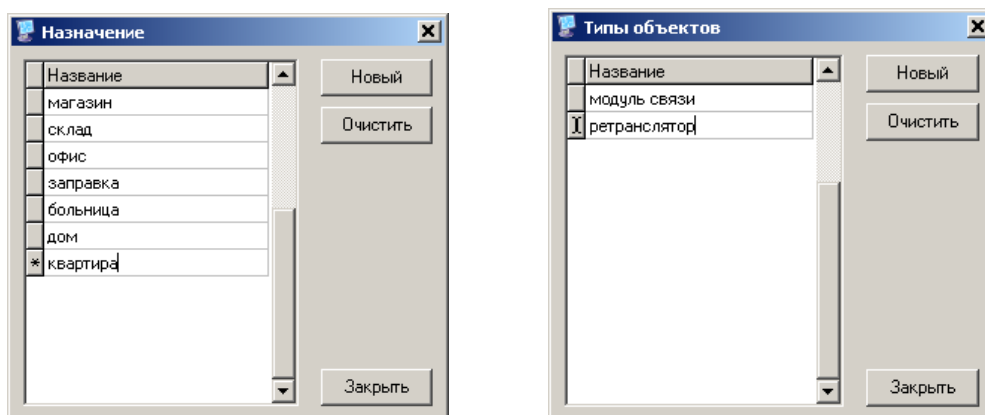 Назначение
Название
магазин
склад
офис
заправка
больница
дом
* квартира
Новый
Очистить
Закрыть
Типы объектов
Название
модуль связи
ретранслятор
Новый
Очистить
Закрыть